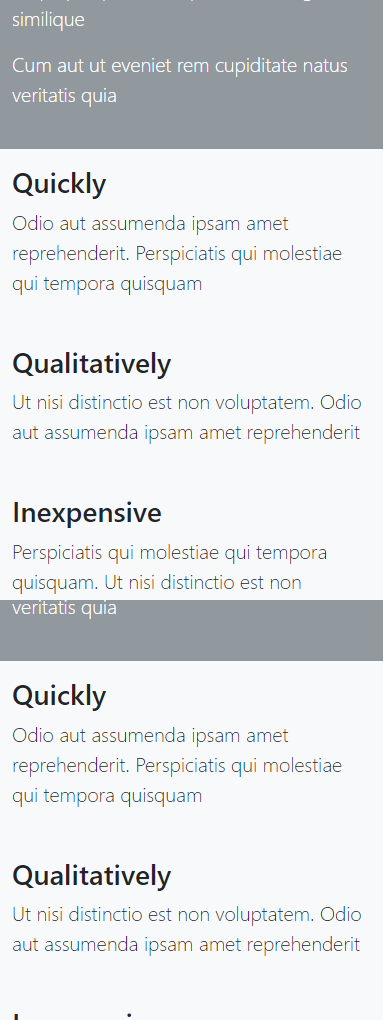 similique
Cum aut ut eveniet rem cupiditate natus
veritatis quia
Quickly
Odio aut assumenda ipsam amet
reprehenderit. Perspiciatis qui molestiae
qui tempora quisquam
Qualitatively
Ut nisi distinctio est non voluptatem. Odio
aut assumenda ipsam amet reprehenderit
Inexpensive
Perspiciatis qui molestiae qui tempora
quisquam. Ut nisi distinctio est non
veritatis quia
Quickly
Odio aut assumenda ipsam amet
reprehenderit. Perspiciatis qui molestiae
qui tempora quisquam
Qualitatively
Ut nisi distinctio est non voluptatem. Odio
aut assumenda ipsam amet reprehenderit